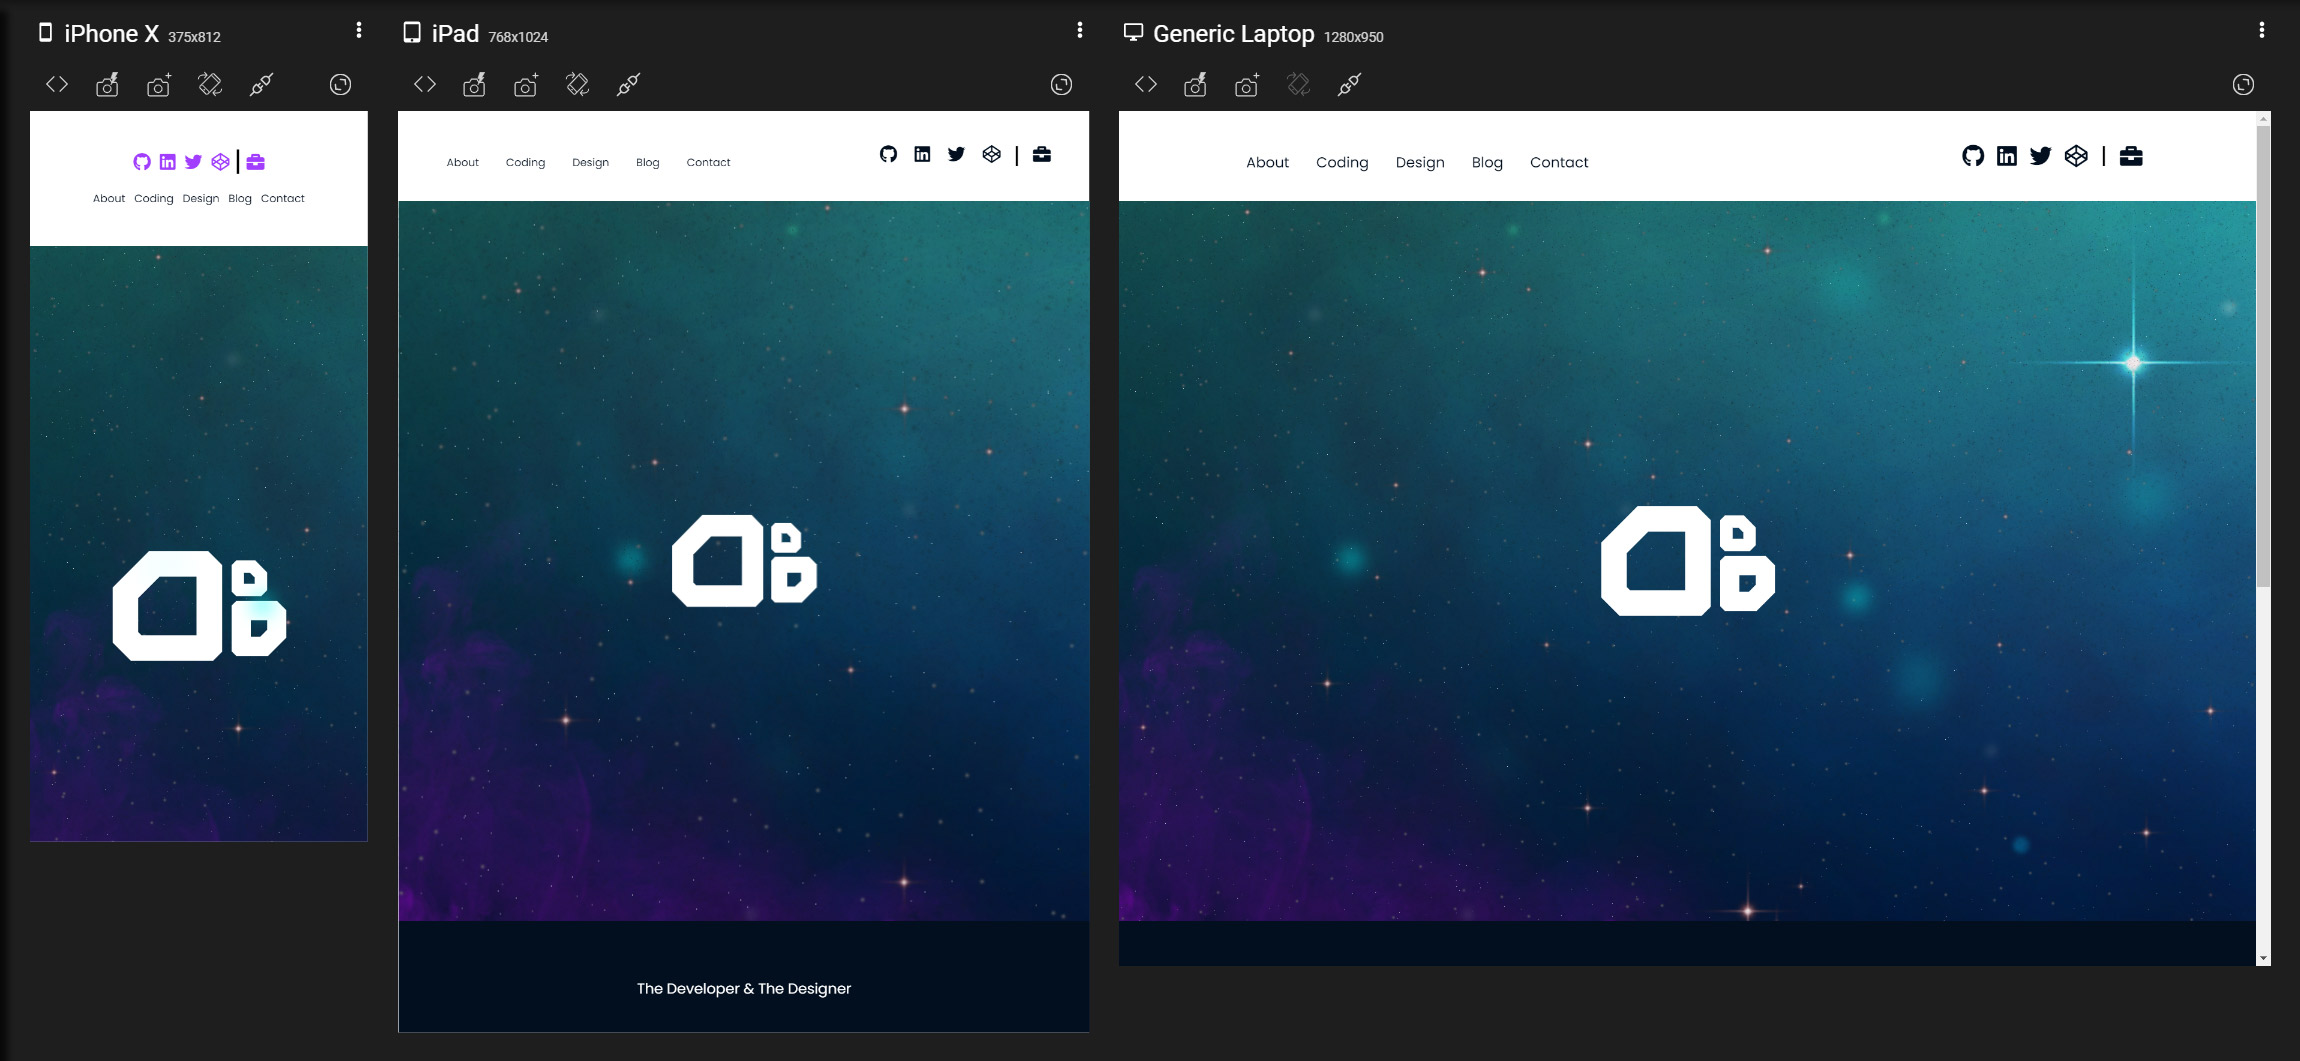 iPhone X 375x812
About Coding Design Blog Contact
iPad 768x1024
About Coding Design Blog Contact
The Developer & The Designer
Generic Laptop 1280x950
About Coding Design Blog Contact